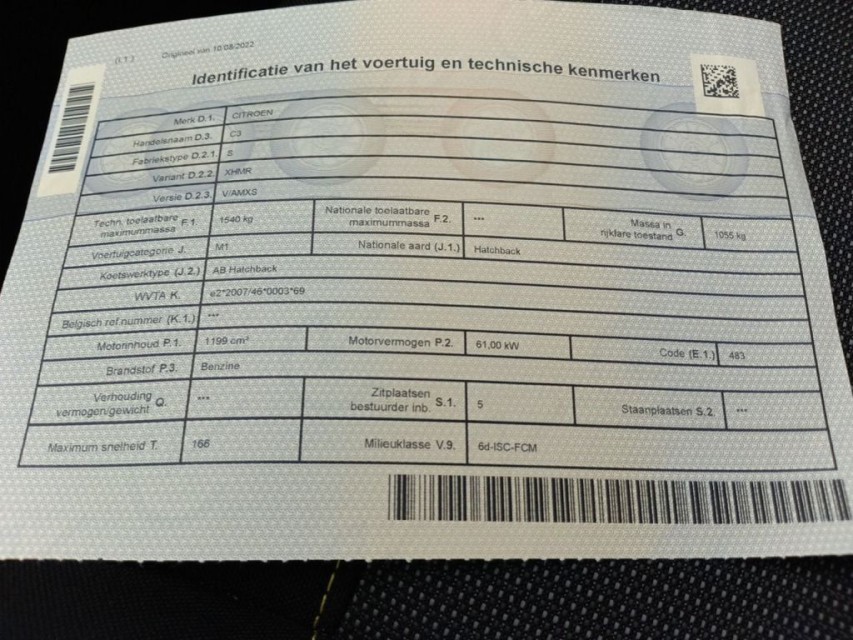 (I.T.) Origineel van 10/08/2022
Identificatie van het voertuig en technische kenmerken
Merk D.1. CITROEN
Handelsnaam D.3. C3
Fabriekstype D.2.1 S
Variant D.2.2. XHMR
Versie D.2.3. V/AMXS
Techn. toelaatbare maximummassa F.1. 1540 kg Nationale toelaatbare maximummassa F.2. *** Massa in rijklare toestand G. 1055 kg
Voertuigcategorie J. M1 Nationale aard (J.1.) Hatchback
Koetswerktype (J.2.) AB Hatchback
WVTA K. e2*2007/46*0003*69
Belgisch ref.nummer (K.1.) ***
Motorinhoud P.1. 1199 cm³ Motorvermogen P.2. 61,00 kW Code (E.1.) 483
Brandstof P.3. Benzine
Verhouding vermogen/gewicht Q. *** Zitplaatsen bestuurder inb. S.1. 5 Staanplaatsen S.2. ***
Maximum snelheid T. 166 Milieuklasse V.9. 6d-ISC-FCM